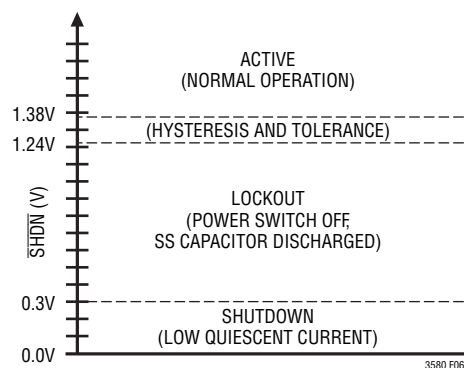 ACTIVE
(NORMAL OPERATION)
1.38V
(HYSTERESIS AND TOLERANCE)
1.24V
SHDN (V)
LOCKOUT
(POWER SWITCH OFF,
SS CAPACITOR DISCHARGED)
0.3V
SHUTDOWN
(LOW QUIESCENT CURRENT)
0.0V
3580 F06